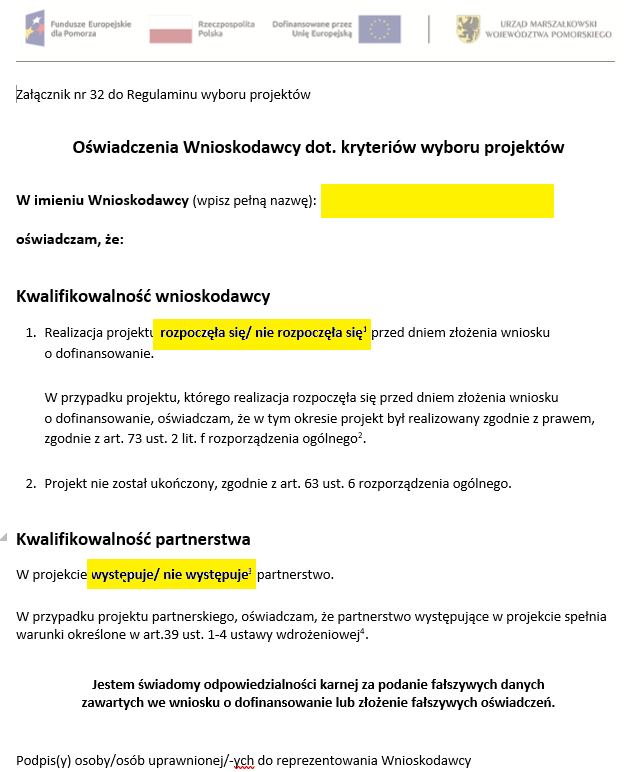 Fundusze Europejskie
dla Pomorza
Rzeczpospolita
Polska
Dofinansowane przez
Unię Europejską
URZĄD MARSZAŁKOWSKI
WOJEWÓDZTWA POMORSKIEGO
Załącznik nr 32 do Regulaminu wyboru projektów
Oświadczenia Wnioskodawcy dot. kryteriów wyboru projektów
W imieniu Wnioskodawcy (wpisz pełną nazwę):
oświadczam, że:
Kwalifikowalność wnioskodawcy
1. Realizacja projektu rozpoczęła się/ nie rozpoczęła się¹ przed dniem złożenia wniosku
o dofinansowanie.
W przypadku projektu, którego realizacja rozpoczęła się przed dniem złożenia wniosku
o dofinansowanie, oświadczam, że w tym okresie projekt był realizowany zgodnie z prawem,
zgodnie z art. 73 ust. 2 lit. f rozporządzenia ogólnego².
2. Projekt nie został ukończony, zgodnie z art. 63 ust. 6 rozporządzenia ogólnego.
Kwalifikowalność partnerstwa
W projekcie występuje/ nie występuje³ partnerstwo.
W przypadku projektu partnerskiego, oświadczam, że partnerstwo występujące w projekcie spełnia
warunki określone w art.39 ust. 1-4 ustawy wdrożeniowej⁴.
Jestem świadomy odpowiedzialności karnej za podanie fałszywych danych
zawartych we wniosku o dofinansowanie lub złożenie fałszywych oświadczeń.
Podpis(y) osoby/osób uprawnionej/-ych do reprezentowania Wnioskodawcy